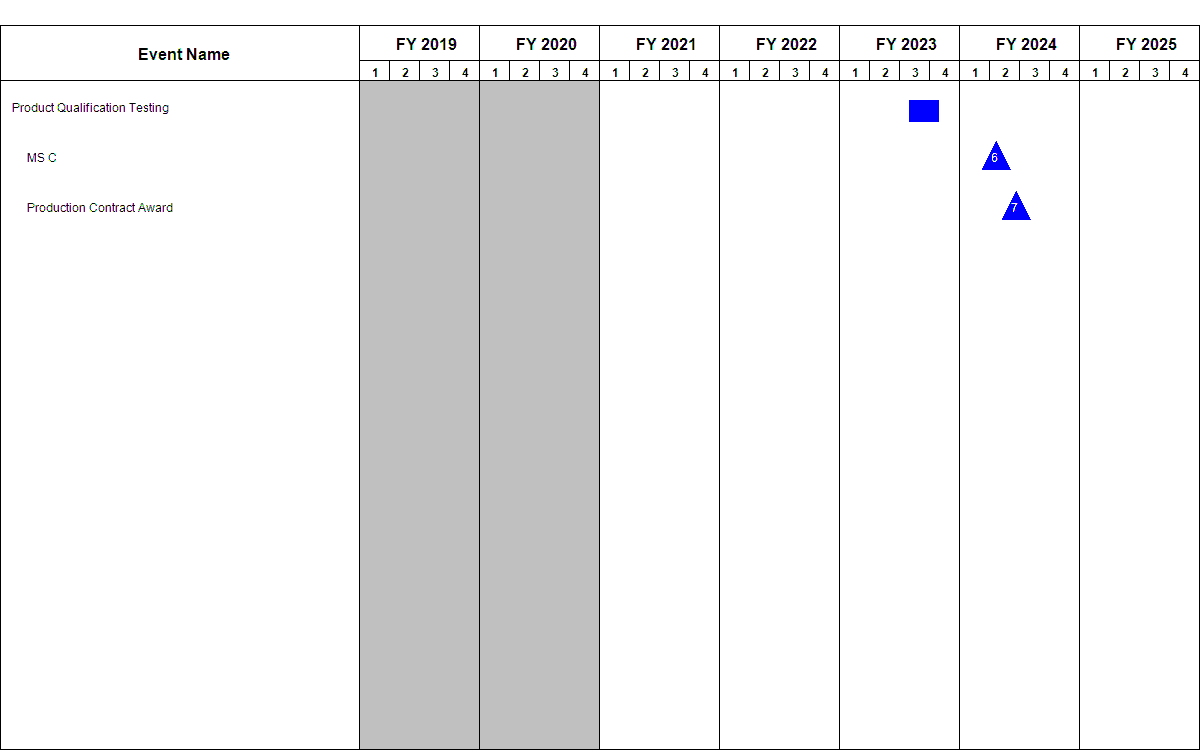 Event Name
FY 2019 FY 2020 FY 2021 FY 2022 FY 2023 FY 2024 FY 2025
1 2 3 4 1 2 3 4 1 2 3 4 1 2 3 4 1 2 3 4 1 2 3 4 1 2 3 4
Product Qualification Testing
MS C 6
Production Contract Award 7